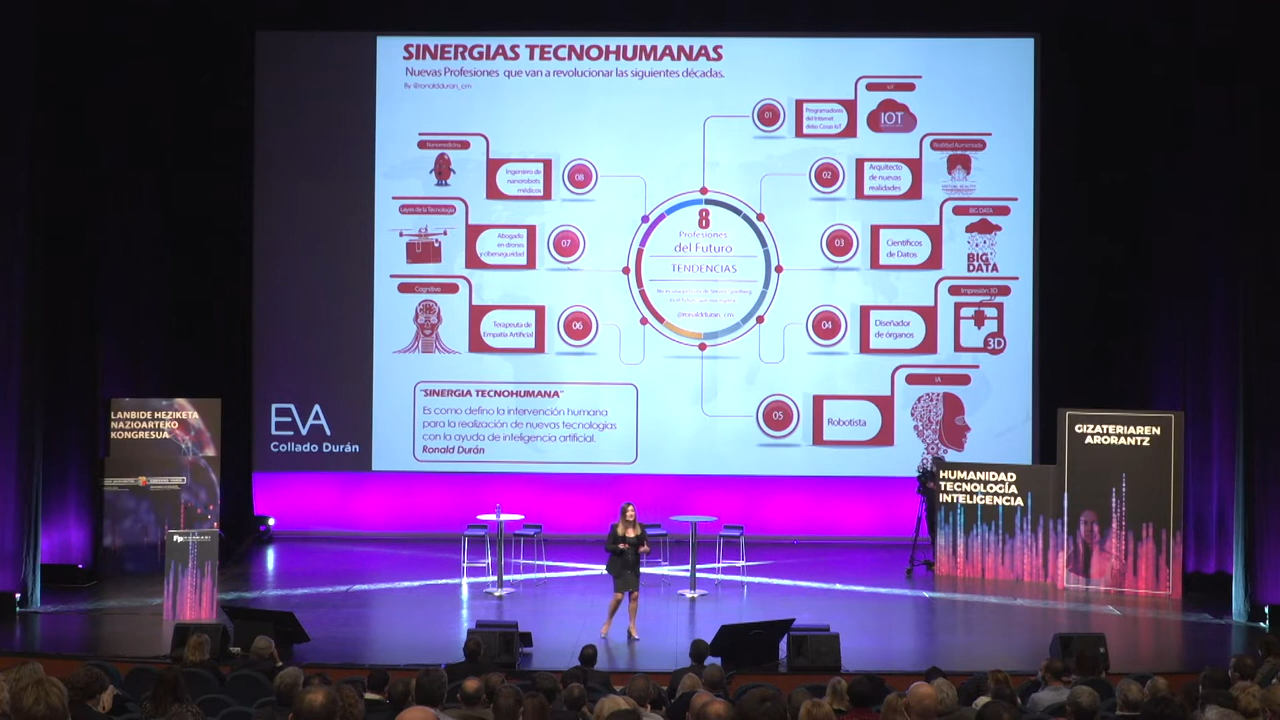 SINERGIAS TECNOHUMANAS
Nuevas Profesiones que van a revolucionar las siguientes décadas.
By @ronaldduran_cm
01
Programadores
del Internet
IoT
IOT
02
Arquitecto
de nuevas
realidades
Realidad Aumentada
VIRTUAL REALITY
03
Científicos
de Datos
BIG DATA
BIG
DATA
04
Diseñador
de órganos
Impresión 3D
3D
05
Robotista
IA
06
Terapeuta de
Empatía Artificial
Cognitivo
07
Abogado
en drones
y ciberseguridad
Leyes de la Tecnología
08
Ingeniero de
nanorobots
médicos
Nanomedicina
8
Profesiones
del Futuro
TENDENCIAS
@ronaldduran_cm
"SINERGIA TECNOHUMANA"
Es como defino la intervención humana
para la realización de nuevas tecnologías
con la ayuda de inteligencia artificial.
Ronald Durán
EVA
Collado Durán
LANBIDE HEZIKETA
NAZIOARTEKO
KONGRESUA
GIZATERIAREN
ARORANTZ
HUMANIDAD
TECNOLOGÍA
INTELIGENCIA